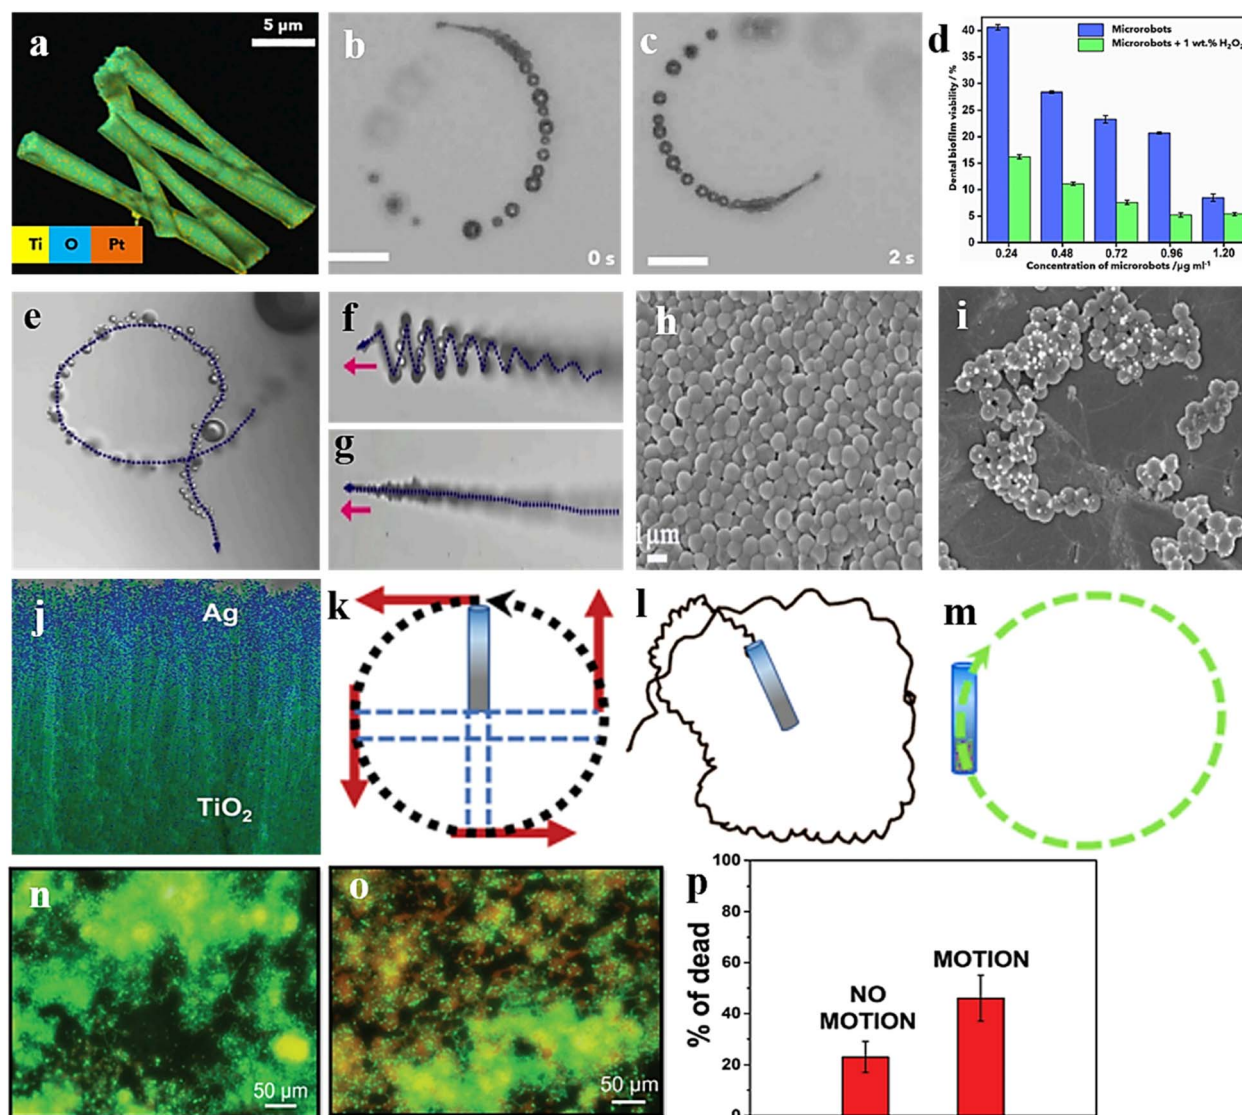 a
5 µm
Ti O Pt
b
0 s
c
2 s
d
Dental biofilm viability / %
40
35
30
25
20
15
10
5
0
Microrobots
Microrobots + 1 wt.% H₂O₂
0.24 0.48 0.72 0.96 1.20
Concentration of microrobots /µg ml⁻¹
e
f
g
h
1µm
i
j
Ag
TiO₂
k
l
m
n
50 µm
o
50 µm
p
% of dead
100
80
60
40
20
0
NO
MOTION
MOTION